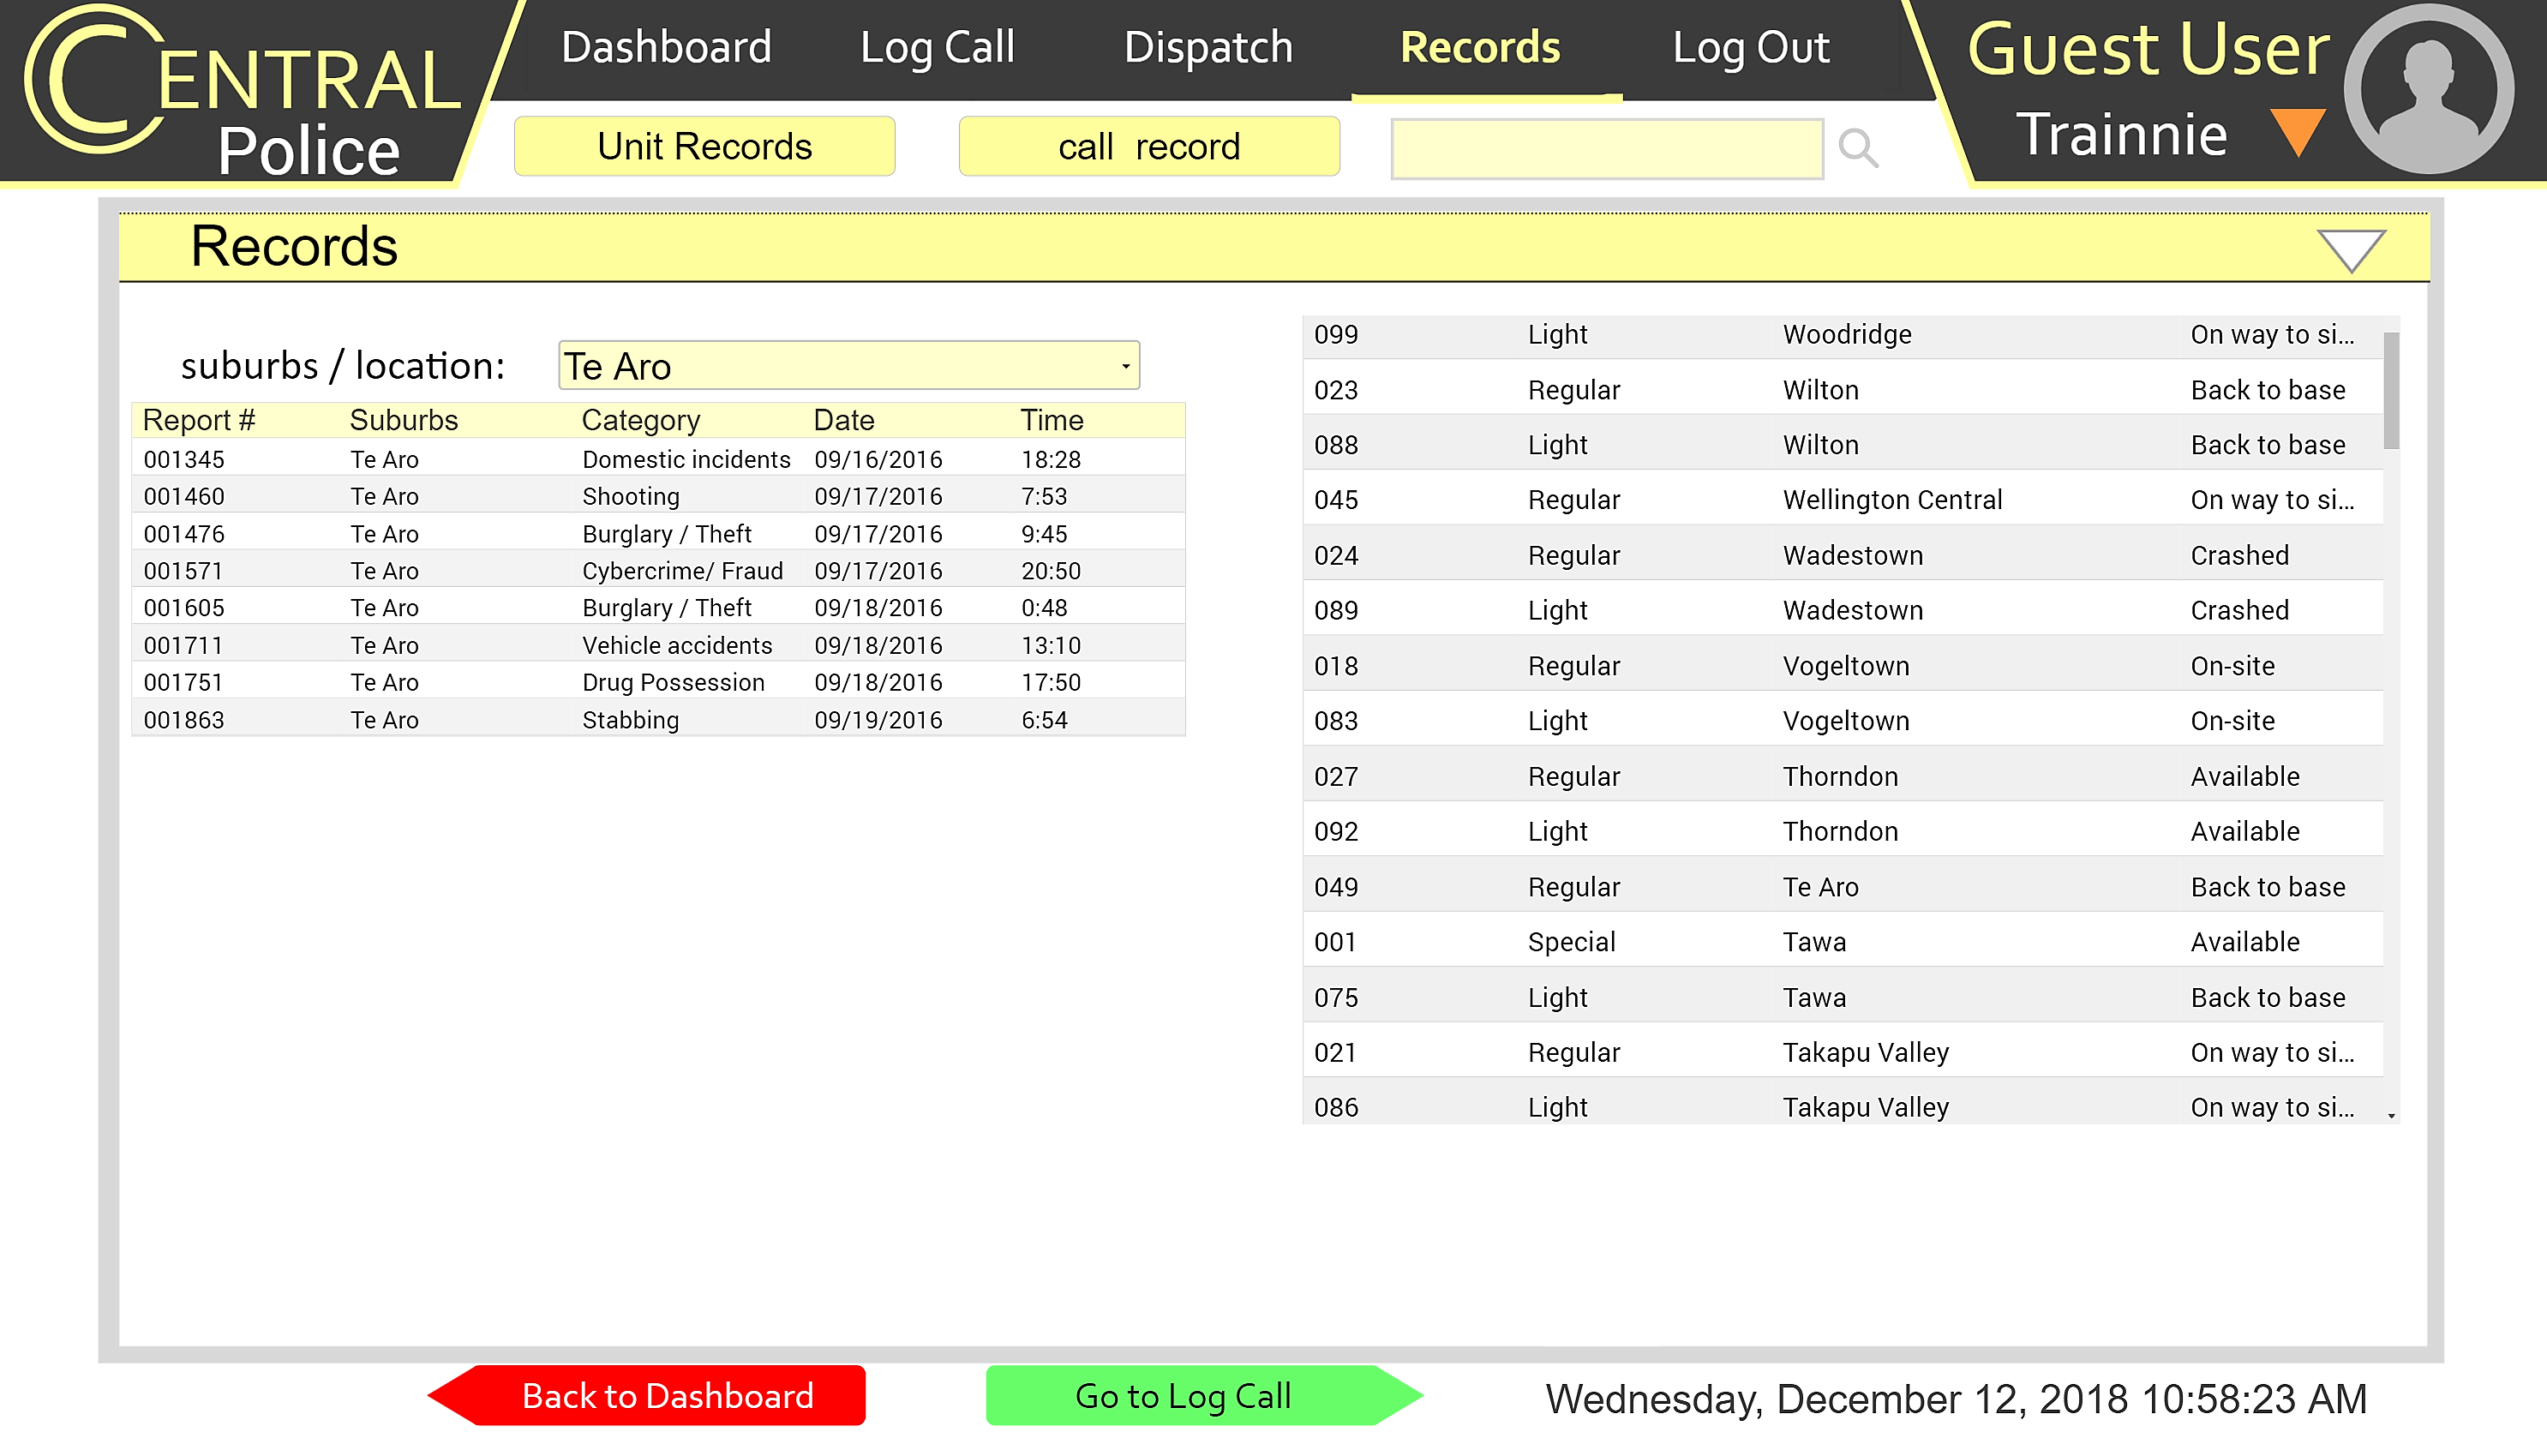 CENTRAL
Police
Dashboard Log Call Dispatch Records Log Out
Guest User
Trainnie
Unit Records call record
Records
suburbs / location: Te Aro
Report # Suburbs Category Date Time
001345 Te Aro Domestic incidents 09/16/2016 18:28
001460 Te Aro Shooting 09/17/2016 7:53
001476 Te Aro Burglary / Theft 09/17/2016 9:45
001571 Te Aro Cybercrime/ Fraud 09/17/2016 20:50
001605 Te Aro Burglary / Theft 09/18/2016 0:48
001711 Te Aro Vehicle accidents 09/18/2016 13:10
001751 Te Aro Drug Possession 09/18/2016 17:50
001863 Te Aro Stabbing 09/19/2016 6:54
099 Light Woodridge On way to si...
023 Regular Wilton Back to base
088 Light Wilton Back to base
045 Regular Wellington Central On way to si...
024 Regular Wadestown Crashed
089 Light Wadestown Crashed
018 Regular Vogeltown On-site
083 Light Vogeltown On-site
027 Regular Thorndon Available
092 Light Thorndon Available
049 Regular Te Aro Back to base
001 Special Tawa Available
075 Light Tawa Back to base
021 Regular Takapu Valley On way to si...
086 Light Takapu Valley On way to si...
Back to Dashboard Go to Log Call Wednesday, December 12, 2018 10:58:23 AM